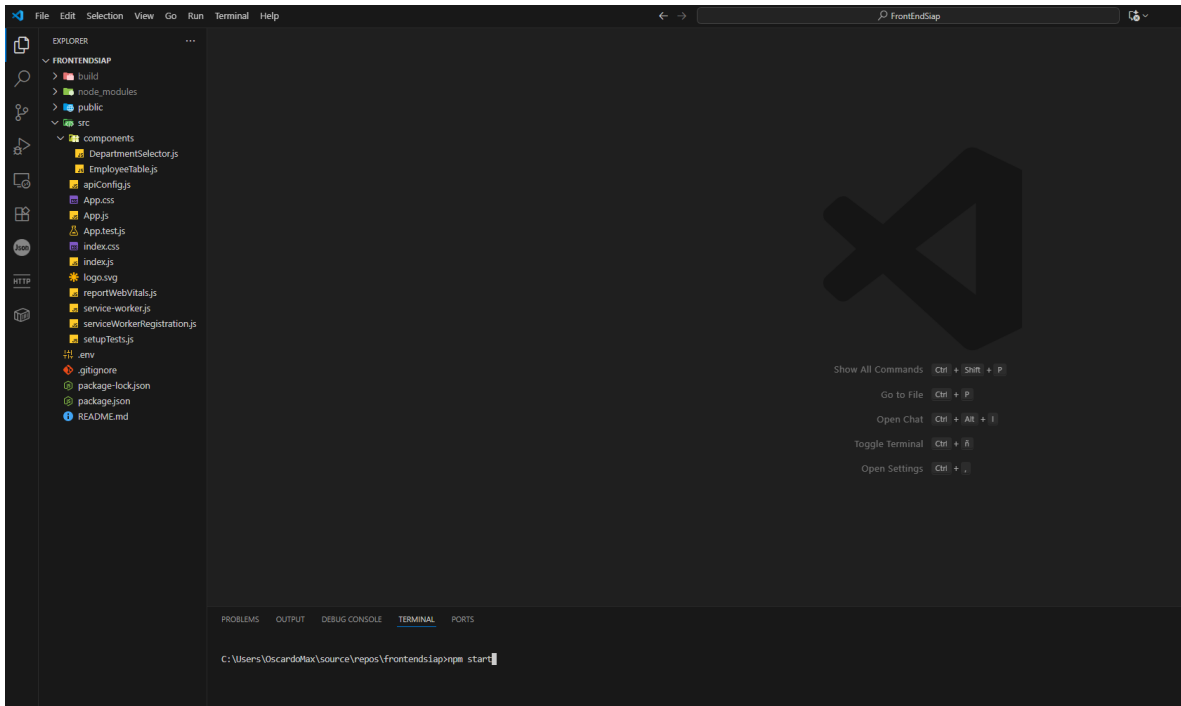 File Edit Selection View Go Run Terminal Help
FrontEndSiap
EXPLORER
FRONTENDSIAP
build
node_modules
public
src
components
DepartmentSelector.js
EmployeeTable.js
apiConfig.js
App.css
App.js
App.test.js
index.css
index.js
logo.svg
reportWebVitals.js
service-worker.js
serviceWorkerRegistration.js
setupTests.js
.env
.gitignore
package-lock.json
package.json
README.md
Json
HTTP
Show All Commands Ctrl + Shift + P
Go to File Ctrl + P
Open Chat Ctrl + Alt + I
Toggle Terminal Ctrl + ñ
Open Settings Ctrl + ,
PROBLEMS OUTPUT DEBUG CONSOLE TERMINAL PORTS
C:\Users\OscardoMax\source\repos\frontendsiap>npm start